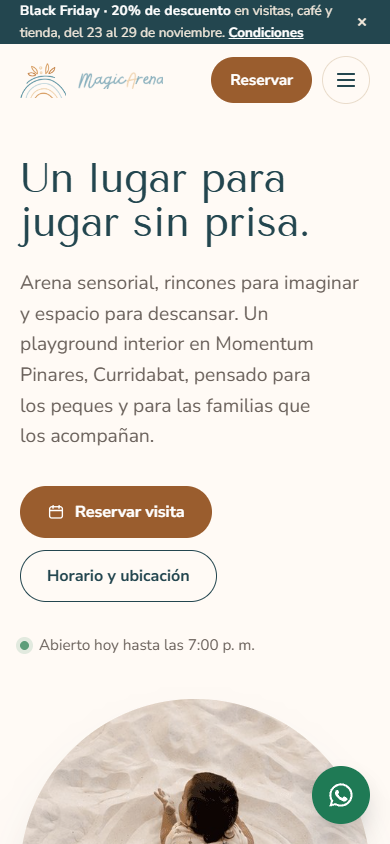 Black Friday · 20% de descuento en visitas, café y
tienda, del 23 al 29 de noviembre. Condiciones
×
MagicArena
Reservar
Un lugar para
jugar sin prisa.
Arena sensorial, rincones para imaginar
y espacio para descansar. Un
playground interior en Momentum
Pinares, Curridabat, pensado para
los peques y para las familias que
los acompañan.
Reservar visita
Horario y ubicación
Abierto hoy hasta las 7:00 p. m.